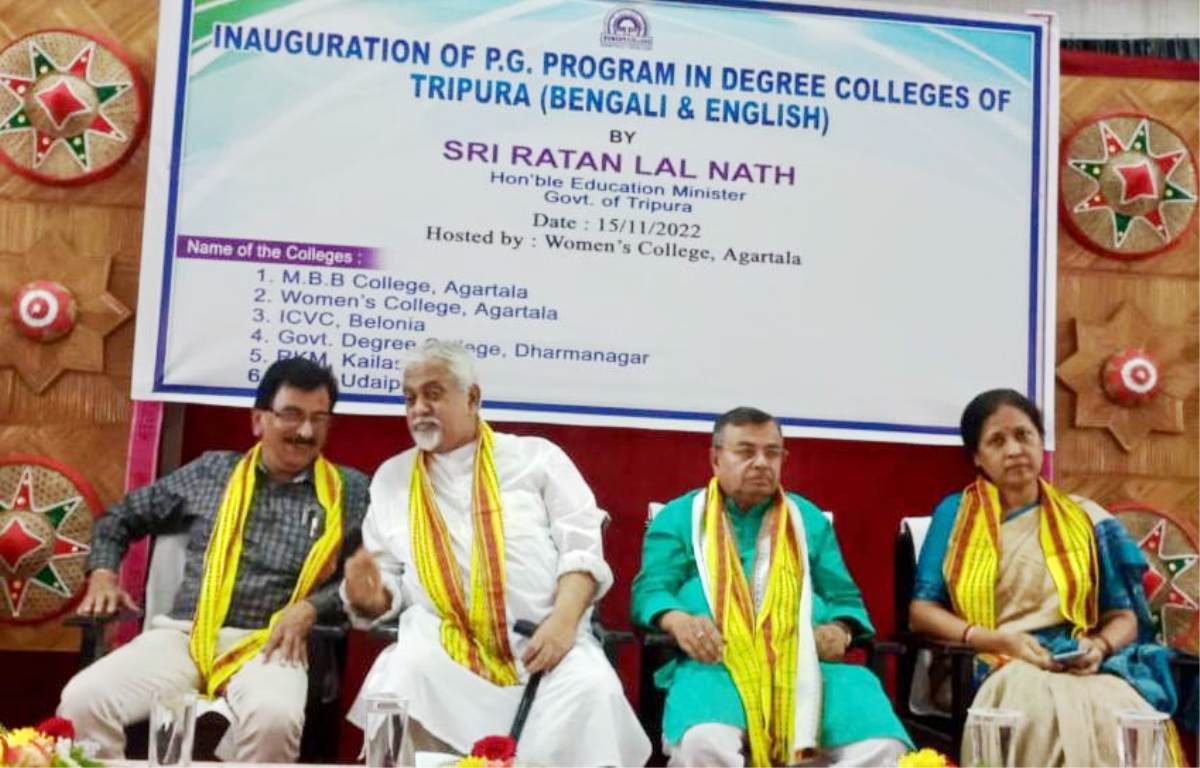 INAUGURATION OF P.G. PROGRAM IN DEGREE COLLEGES OF
TRIPURA (BENGALI & ENGLISH)
BY
SRI RATAN LAL NATH
Hon'ble Education Minister
Govt. of Tripura
Date : 15/11/2022
Hosted by : Women's College, Agartala
Name of the Colleges :
1. M.B.B College, Agartala
2. Women's College, Agartala
3. ICVC, Belonia
4. Govt. Degree College, Dharmanagar
5. RKM,
6